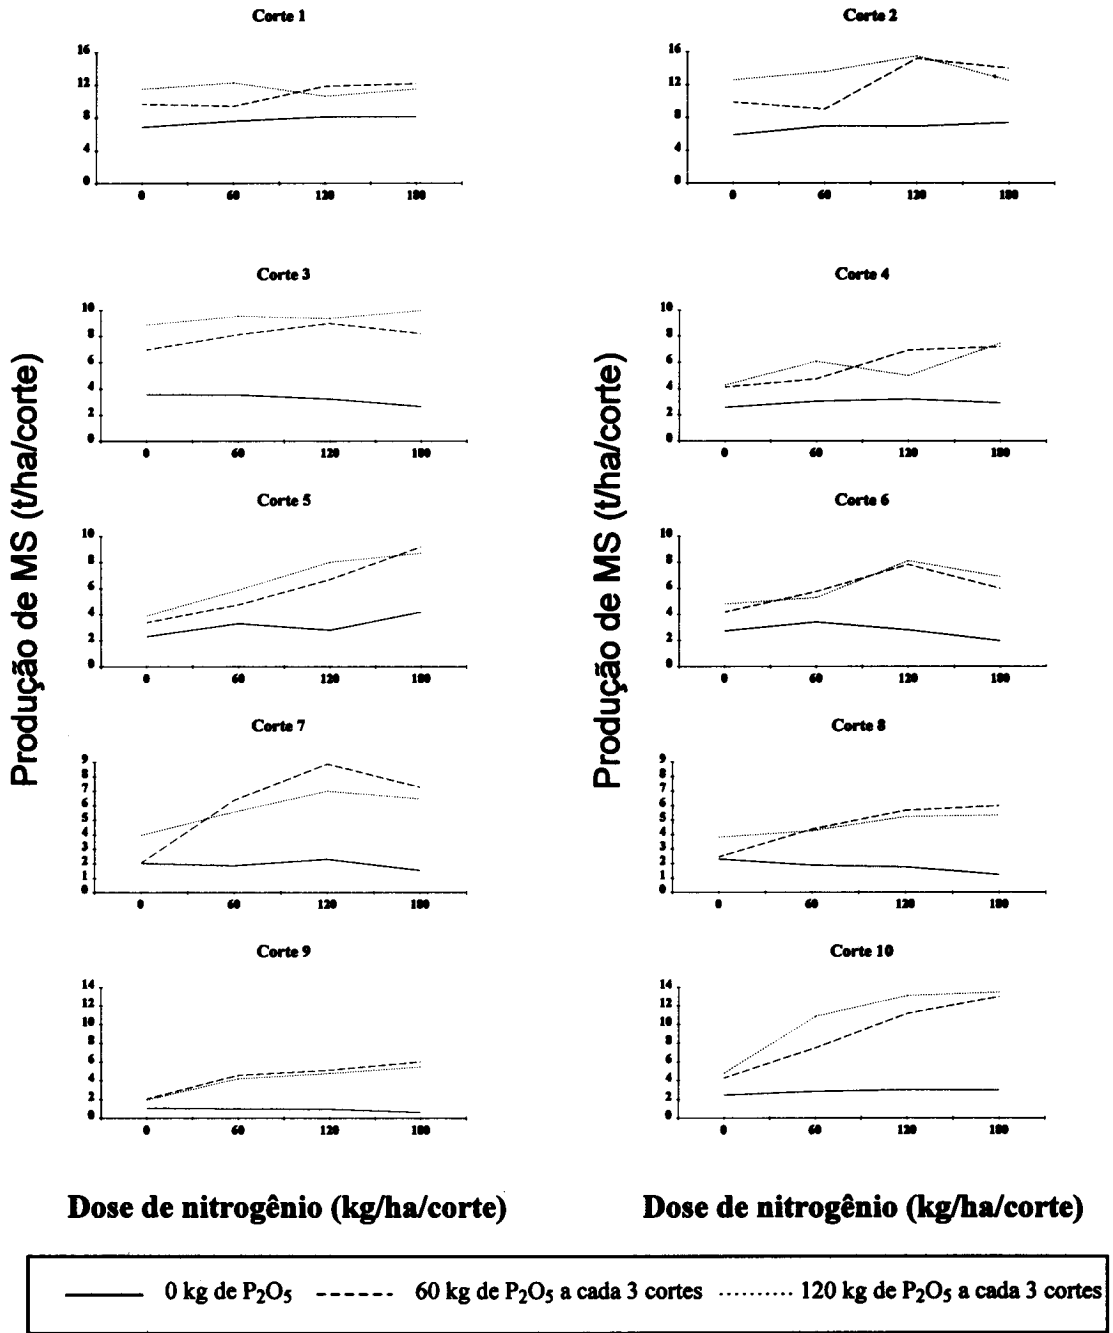 Corte 1
16
12
8
4
0
0 60 120 180
Corte 2
16
12
8
4
0
0 60 120 180
Corte 3
10
8
6
4
2
0
0 60 120 180
Corte 4
10
8
6
4
2
0
0 60 120 180
Produção de MS (t/ha/corte)
Produção de MS (t/ha/corte)
Corte 5
10
8
6
4
2
0
0 60 120 180
Corte 6
10
8
6
4
2
0
0 60 120 180
Corte 7
9
8
7
6
5
4
3
2
1
0
0 60 120 180
Corte 8
9
8
7
6
5
4
3
2
1
0
0 60 120 180
Corte 9
14
12
10
8
6
4
2
0
0 60 120 180
Corte 10
14
12
10
8
6
4
2
0
0 60 120 180
Dose de nitrogênio (kg/ha/corte)
Dose de nitrogênio (kg/ha/corte)
0 kg de P₂O₅ 60 kg de P₂O₅ a cada 3 cortes 120 kg de P₂O₅ a cada 3 cortes